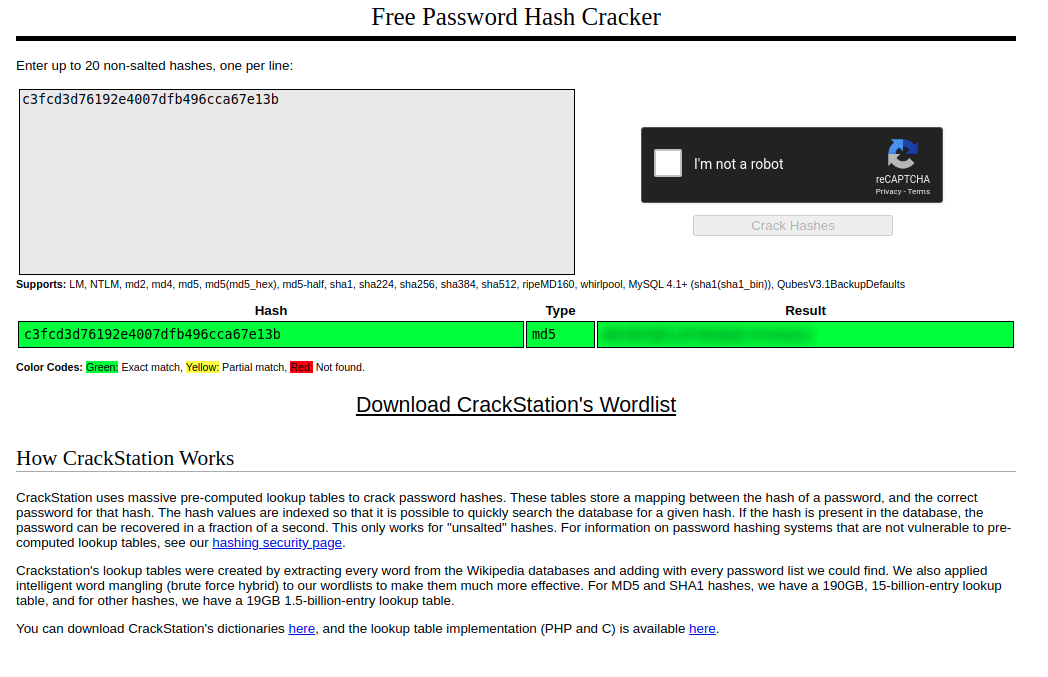 Free Password Hash Cracker
Enter up to 20 non-salted hashes, one per line:
c3fcd3d76192e4007dfb496cca67e13b
I'm not a robot
reCAPTCHA
Privacy - Terms
Crack Hashes
Supports: LM, NTLM, md2, md4, md5, md5(md5_hex), md5-half, sha1, sha224, sha256, sha384, sha512, ripeMD160, whirlpool, MySQL 4.1+ (sha1(sha1_bin)), QubesV3.1BackupDefaults
Hash Type Result
c3fcd3d76192e4007dfb496cca67e13b md5
Color Codes: Green: Exact match, Yellow: Partial match, Red: Not found.
Download CrackStation's Wordlist
How CrackStation Works
CrackStation uses massive pre-computed lookup tables to crack password hashes. These tables store a mapping between the hash of a password, and the correct
password for that hash. The hash values are indexed so that it is possible to quickly search the database for a given hash. If the hash is present in the database, the
password can be recovered in a fraction of a second. This only works for "unsalted" hashes. For information on password hashing systems that are not vulnerable to pre-
computed lookup tables, see our hashing security page.
Crackstation's lookup tables were created by extracting every word from the Wikipedia databases and adding with every password list we could find. We also applied
intelligent word mangling (brute force hybrid) to our wordlists to make them much more effective. For MD5 and SHA1 hashes, we have a 190GB, 15-billion-entry lookup
table, and for other hashes, we have a 19GB 1.5-billion-entry lookup table.
You can download CrackStation's dictionaries here, and the lookup table implementation (PHP and C) is available here.